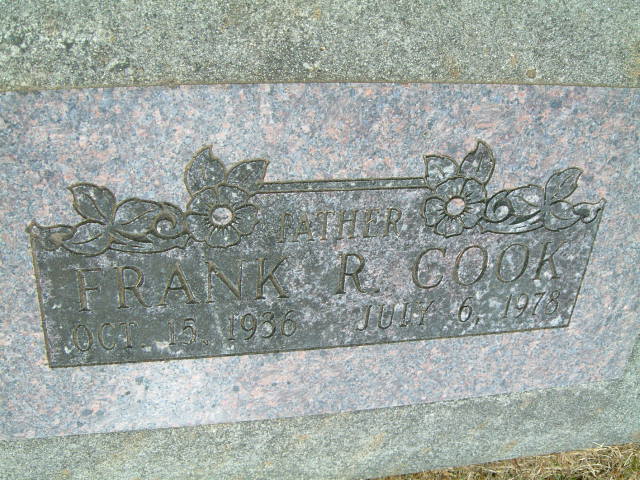 FATHER
FRANK R. COOK
OCT. 15, 1936 JULY 6, 1978